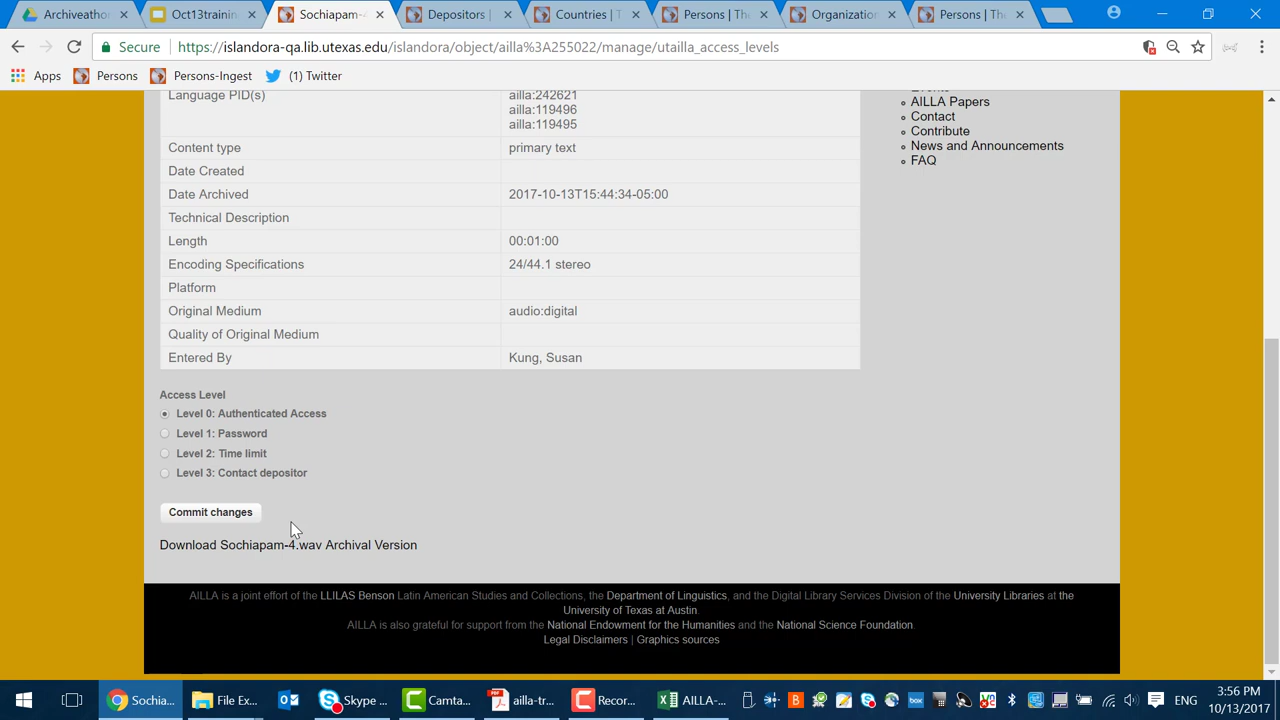 Archiveathon
Oct13training
Sochiapam-4
Depositors |
Countries | T
Persons | The
Organization
Persons | The
Secure
https://islandora-qa.lib.utexas.edu/islandora/object/ailla%3A255022/manage/utailla_access_levels
Apps
Persons
Persons-Ingest
(1) Twitter
Language PID(s)
ailla:242621
ailla:119496
ailla:119495
Content type
primary text
Date Created
Date Archived
2017-10-13T15:44:34-05:00
Technical Description
Length
00:01:00
Encoding Specifications
24/44.1 stereo
Platform
Original Medium
audio:digital
Quality of Original Medium
Entered By
Kung, Susan
Events
AILLA Papers
Contact
Contribute
News and Announcements
FAQ
Access Level
Level 0: Authenticated Access
Level 1: Password
Level 2: Time limit
Level 3: Contact depositor
Commit changes
Download Sochiapam-4.wav Archival Version
AILLA is a joint effort of the LLILAS Benson Latin American Studies and Collections, the Department of Linguistics, and the Digital Library Services Division of the University Libraries at the
University of Texas at Austin.
AILLA is also grateful for support from the National Endowment for the Humanities and the National Science Foundation.
Legal Disclaimers | Graphics sources
Sochia...
File Ex...
Skype ...
Camta...
ailla-tr...
Recor...
AILLA-...
ENG
3:56 PM
10/13/2017